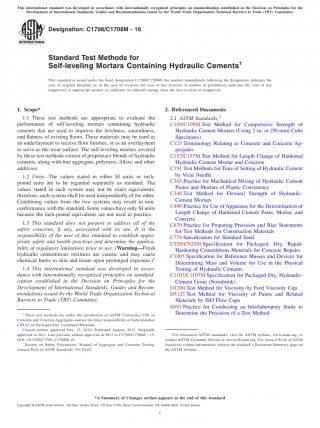 This international standard was developed in accordance with internationally recognized principles on standardization established in the Decision on Principles for the
Development of International Standards, Guides and Recommendations issued by the World Trade Organization Technical Barriers to Trade (TBT) Committee.
Designation: C1708/C1708M – 16
Standard Test Methods for
Self-leveling Mortars Containing Hydraulic Cements1
This standard is issued under the fixed designation C1708/C1708M; the number immediately following the designation indicates the
year of original adoption or, in the case of revision, the year of last revision. A number in parentheses indicates the year of last
reapproval. A superscript epsilon (ε) indicates an editorial change since the last revision or reapproval.
1. Scope*
1.1 These test methods are appropriate to evaluate the
performance of self-leveling mortars containing hydraulic
cements that are used to improve the levelness, smoothness,
and flatness of existing floors. These materials may be used as
an underlayment to receive floor finishes, or as an overlayment
to serve as the wear surface. The self-leveling mortars covered
by these test methods consist of proprietary blends of hydraulic
cements, along with fine aggregate, polymers, fillers, and other
additives.
1.2 Units—The values stated in either SI units or inch-
pound units are to be regarded separately as standard. The
values stated in each system may not be exact equivalents;
therefore, each system shall be used independently of the other.
Combining values from the two systems may result in non-
conformance with the standard. Some values have only SI units
because the inch-pound equivalents are not used in practice.
1.3 This standard does not purport to address all of the
safety concerns, if any, associated with its use. It is the
responsibility of the user of this standard to establish appro-
priate safety and health practices and determine the applica-
bility of regulatory limitations prior to use. (Warning—Fresh
hydraulic cementitious mixtures are caustic and may cause
chemical burns to skin and tissue upon prolonged exposure.)2
1.4 This international standard was developed in accor-
dance with internationally recognized principles on standard-
ization established in the Decision on Principles for the
Development of International Standards, Guides and Recom-
mendations issued by the World Trade Organization Technical
Barriers to Trade (TBT) Committee.
1 These test methods are under the jurisdiction of ASTM Committee C09 on
Concrete and Concrete Aggregates and are the direct responsibility of Subcommittee
C09.43 on Packaged Dry Combined Materials.
Current edition approved Dec. 15, 2016. Published January 2017. Originally
approved in 2011. Last previous edition approved in 2015 as C1708/C1708M – 15.
DOI: 10.1520/C1708_C1708M-16.
2 Section on Safety Precautions, Manual of Aggregate and Concrete Testing,
Annual Book of ASTM Standards, Vol 04.02.
2. Referenced Documents
2.1 ASTM Standards:3
C109/C109M Test Method for Compressive Strength of
Hydraulic Cement Mortars (Using 2-in. or [50-mm] Cube
Specimens)
C125 Terminology Relating to Concrete and Concrete Ag-
gregates
C157/C157M Test Method for Length Change of Hardened
Hydraulic-Cement Mortar and Concrete
C191 Test Methods for Time of Setting of Hydraulic Cement
by Vicat Needle
C305 Practice for Mechanical Mixing of Hydraulic Cement
Pastes and Mortars of Plastic Consistency
C348 Test Method for Flexural Strength of Hydraulic-
Cement Mortars
C490 Practice for Use of Apparatus for the Determination of
Length Change of Hardened Cement Paste, Mortar, and
Concrete
C670 Practice for Preparing Precision and Bias Statements
for Test Methods for Construction Materials
C778 Specification for Standard Sand
C928/C928M Specification for Packaged, Dry, Rapid-
Hardening Cementitious Materials for Concrete Repairs
C1005 Specification for Reference Masses and Devices for
Determining Mass and Volume for Use in the Physical
Testing of Hydraulic Cements
C1107/C1107M Specification for Packaged Dry, Hydraulic-
Cement Grout (Nonshrink)
D1200 Test Method for Viscosity by Ford Viscosity Cup
D5125 Test Method for Viscosity of Paints and Related
Materials by ISO Flow Cups
E691 Practice for Conducting an Interlaboratory Study to
Determine the Precision of a Test Method
3 For referenced ASTM standards, visit the ASTM website, www.astm.org, or
contact ASTM Customer Service at service@astm.org. For Annual Book of ASTM
Standards volume information, refer to the standard's Document Summary page on
the ASTM website.
*A Summary of Changes section appears at the end of this standard
Copyright © ASTM International, 100 Barr Harbor Drive, PO Box C700, West Conshohocken, PA 19428-2959. United States
1